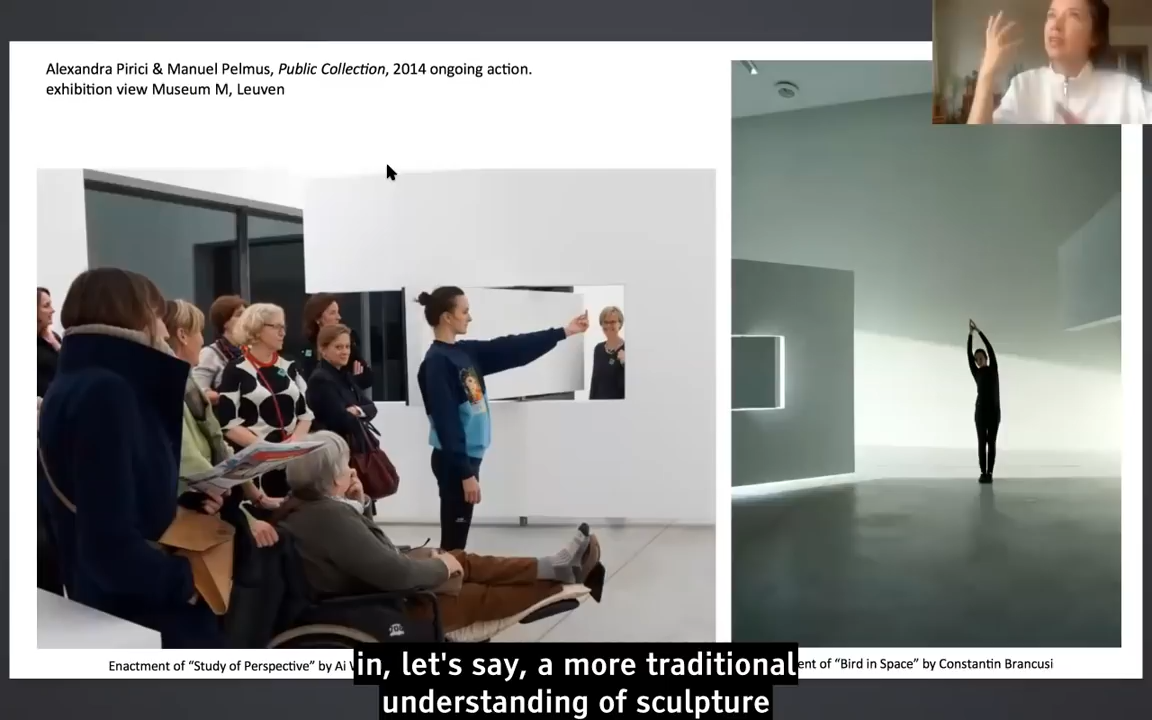 Alexandra Pirici & Manuel Pelmus, Public Collection, 2014 ongoing action.
exhibition view Museum M, Leuven
Enactment of “Study of Perspective” by Ai
of “Bird in Space” by Constantin Brancusi
in, let's say, a more traditional
understanding of sculpture